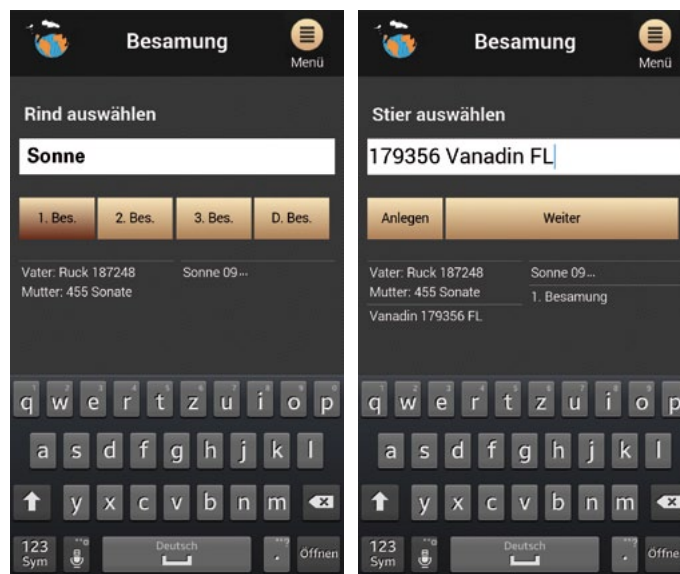 Besamung
Menü
Rind auswählen
Sonne
1. Bes. 2. Bes. 3. Bes. D. Bes.
Vater: Ruck 187248 Sonne 09...
Mutter: 455 Sonate
q w e r t z u i o p
a s d f g h j k l
y x c v b n m
123 Sym Deutsch . Öffnen
Besamung
Menü
Stier auswählen
179356 Vanadin FL
Anlegen Weiter
Vater: Ruck 187248 Sonne 09...
Mutter: 455 Sonate 1. Besamung
Vanadin 179356 FL
q w e r t z u i o p
a s d f g h j k l
y x c v b n m
123 Sym Deutsch . Öffne